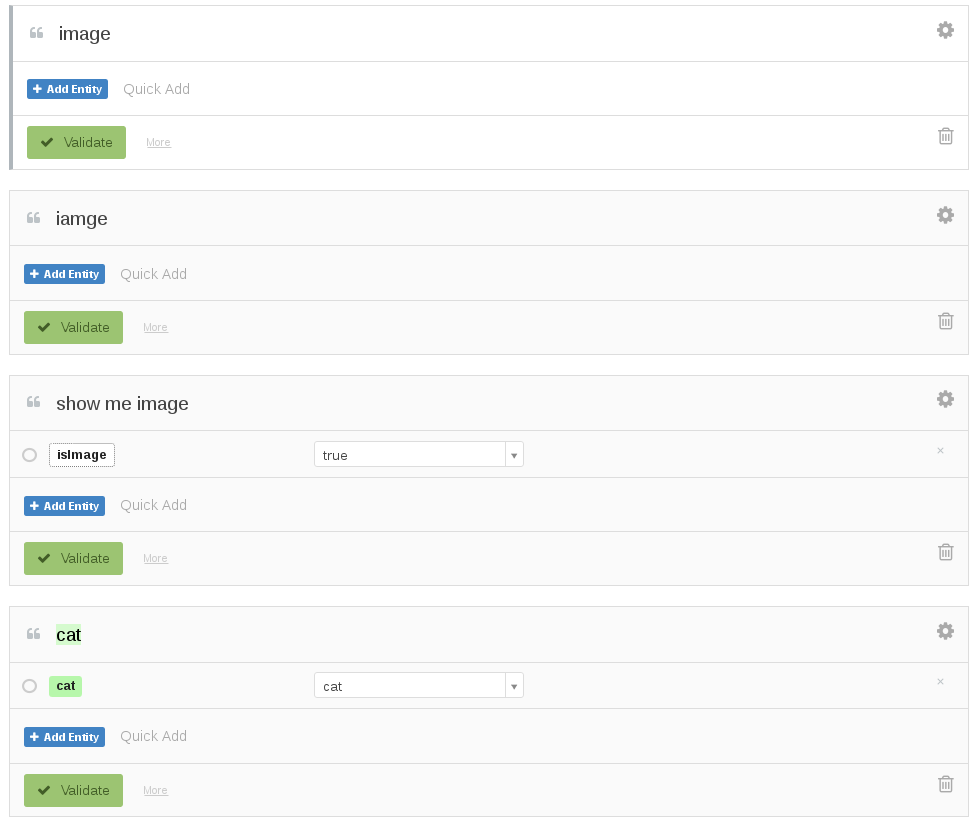 image
Add Entity Quick Add
Validate More
iamge
Add Entity Quick Add
Validate More
show me image
isImage true
Add Entity Quick Add
Validate More
cat
cat cat
Add Entity Quick Add
Validate More